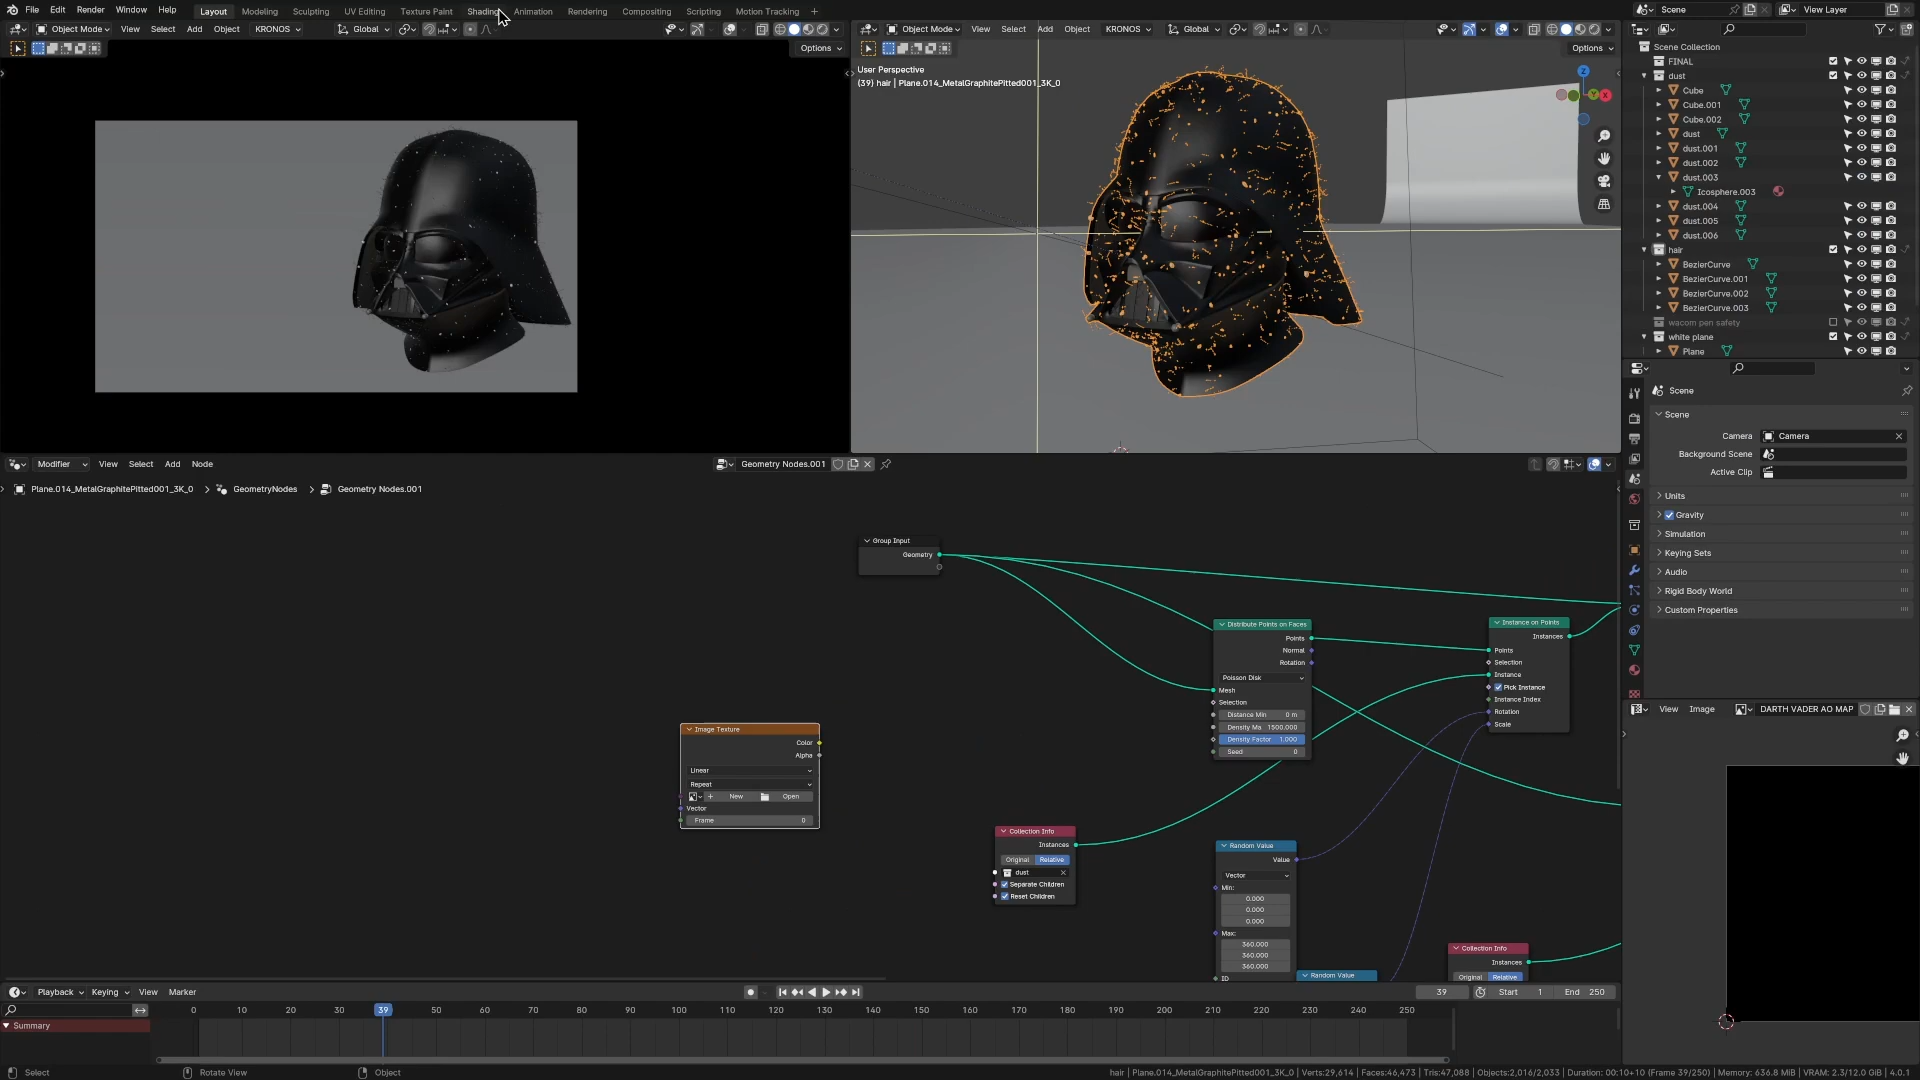 File Edit Render Window Help Layout Modeling Sculpting UV Editing Texture Paint Shading Animation Rendering Compositing Scripting Motion Tracking +
Scene View Layer
Object Mode View Select Add Object KRONOS Global
Object Mode View Select Add Object KRONOS Global
Options
Options
User Perspective
(39) hair | Plane.014_MetalGraphitePitted001_3K_0
Z
Y
X
Scene Collection
FINAL
dust
Cube
Cube.001
Cube.002
dust
dust.001
dust.002
dust.003
Icosphere.003
dust.004
dust.005
dust.006
hair
BezierCurve
BezierCurve.001
BezierCurve.002
BezierCurve.003
wacom pen safety
white plane
Plane
Scene
Scene
Camera Camera
Background Scene
Active Clip
Units
Gravity
Simulation
Keying Sets
Audio
Rigid Body World
Custom Properties
View Image DARTH VADER AO MAP
Modifier View Select Add Node Geometry Nodes.001
Plane.014_MetalGraphitePitted001_3K_0 > GeometryNodes > Geometry Nodes.001
Group Input
Geometry
Distribute Points on Faces
Points
Normal
Rotation
Poisson Disk
Mesh
Selection
Distance Min 0 m
Density Ma 1500.000
Density Factor 1.000
Seed 0
Instance on Points
Instances
Points
Selection
Instance
Pick Instance
Instance Index
Rotation
Scale
Image Texture
Color
Alpha
Linear
Repeat
+ New Open
Vector
Frame 0
Collection Info
Instances
Original Relative
dust
Separate Children
Reset Children
Random Value
Value
Vector
Min:
0.000
0.000
0.000
Max:
360.000
360.000
360.000
ID
Random Value
Collection Info
Instances
Original Relative
Playback Keying View Marker 39 Start 1 End 250
0 10 20 30 39 50 60 70 80 90 100 110 120 130 140 150 160 170 180 190 200 210 220 230 240 250
Summary
Select Rotate View Object hair | Plane.014_MetalGraphitePitted001_3K_0 | Verts:29,614 | Faces:46,473 | Tris:47,088 | Objects:2,016/2,033 | Duration: 00:10+10 (Frame 39/250) | Memory: 636.8 MiB | VRAM: 2.3/12.0 GiB | 4.0.1